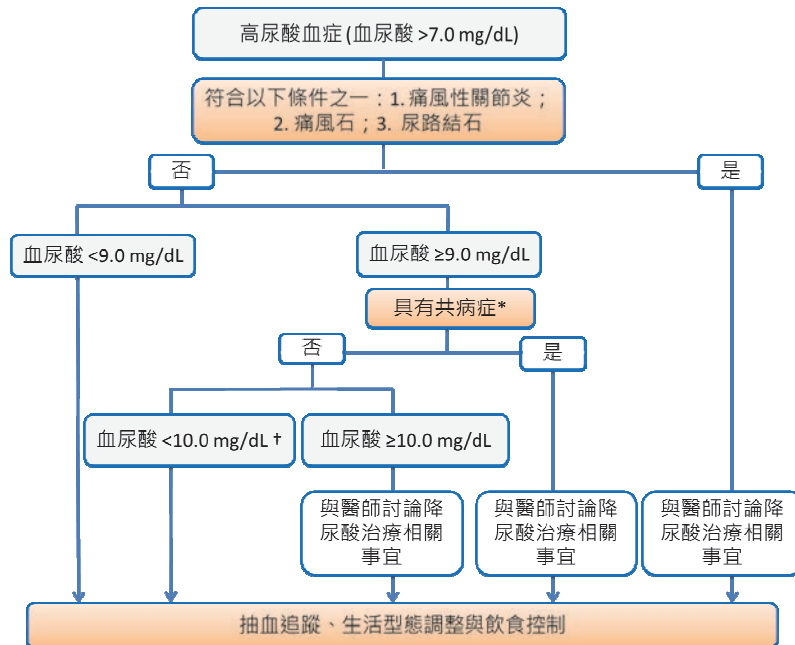 高尿酸血症 (血尿酸 >7.0 mg/dL)
符合以下條件之一：1. 痛風性關節炎；
2. 痛風石；3. 尿路結石
否
是
血尿酸 <9.0 mg/dL
血尿酸 ≥9.0 mg/dL
具有共病症*
否
是
血尿酸 <10.0 mg/dL †
血尿酸 ≥10.0 mg/dL
與醫師討論降
尿酸治療相關
事宜
與醫師討論降
尿酸治療相關
事宜
與醫師討論降
尿酸治療相關
事宜
抽血追蹤、生活型態調整與飲食控制